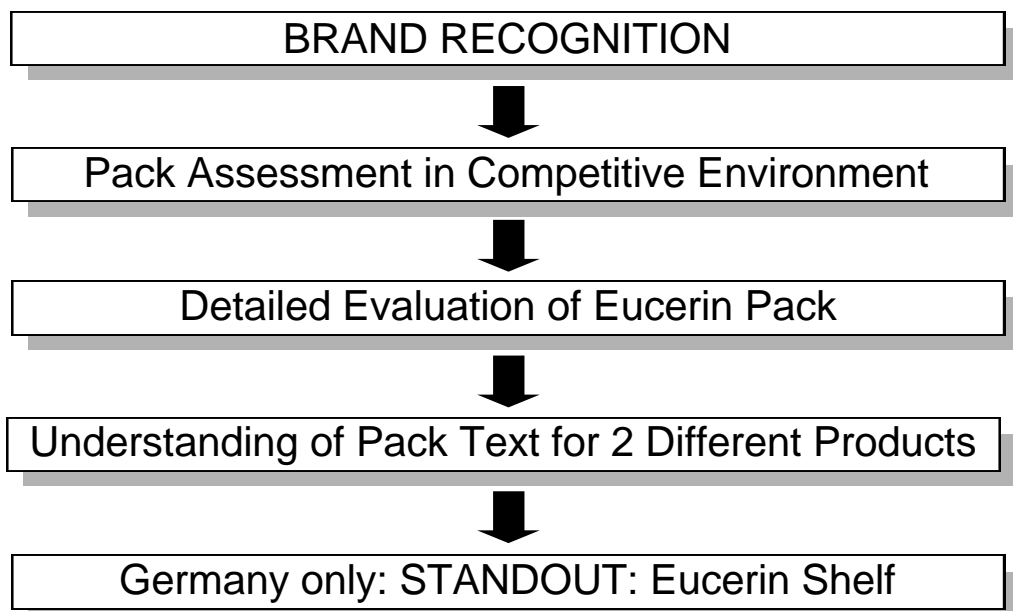 BRAND RECOGNITION
Pack Assessment in Competitive Environment
Detailed Evaluation of Eucerin Pack
Understanding of Pack Text for 2 Different Products
Germany only: STANDOUT: Eucerin Shelf